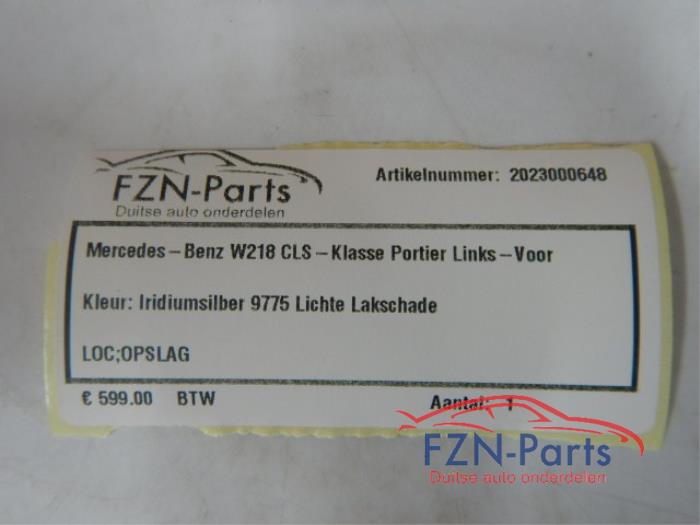 FZN-Parts
Duitse auto onderdelen
Artikelnummer: 2023000648
Mercedes-Benz W218 CLS-Klasse Portier Links-Voor
Kleur: Iridiumsilber 9775 Lichte Lakschade
LOC;OPSLAG
€ 599.00 BTW
Aantal: 1
FZN-Parts
Duitse auto onderdelen